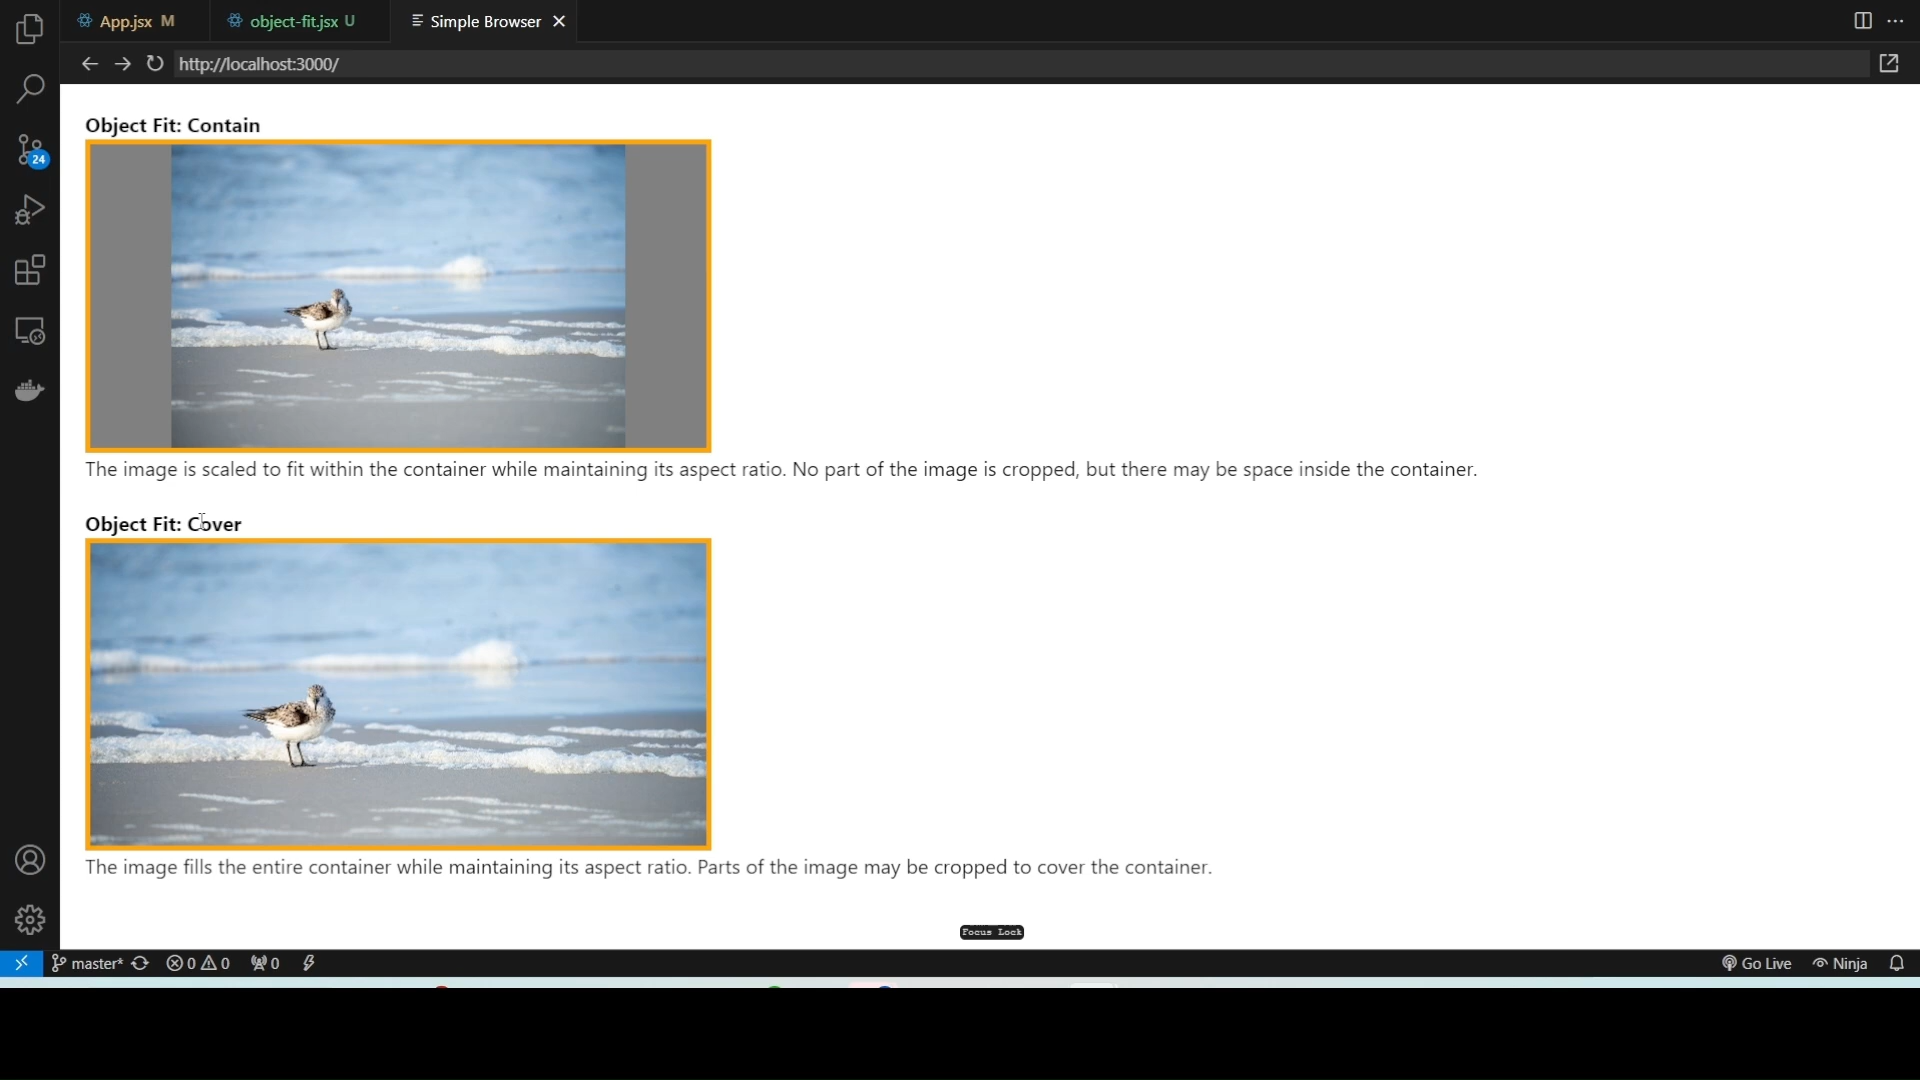 App.jsx M
object-fit.jsx U
Simple Browser
http://localhost:3000/
24
Object Fit: Contain
The image is scaled to fit within the container while maintaining its aspect ratio. No part of the image is cropped, but there may be space inside the container.
Object Fit: Cover
The image fills the entire container while maintaining its aspect ratio. Parts of the image may be cropped to cover the container.
Focus Lock
master* 0 0 0 Go Live Ninja